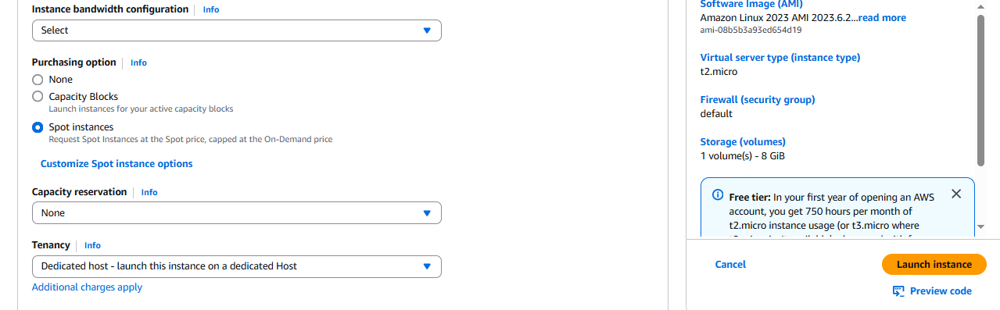 Instance bandwidth configuration Info
Select
Purchasing option Info
None
Capacity Blocks
Launch instances for your active capacity blocks
Spot instances
Request Spot Instances at the Spot price, capped at the On-Demand price
Customize Spot instance options
Capacity reservation Info
None
Tenancy Info
Dedicated host - launch this instance on a dedicated Host
Additional charges apply
Software Image (AMI)
Amazon Linux 2023 AMI 2023.6.2...read more
ami-08b5b3a93ed654d19
Virtual server type (instance type)
t2.micro
Firewall (security group)
default
Storage (volumes)
1 volume(s) - 8 GiB
Free tier: In your first year of opening an AWS
account, you get 750 hours per month of
t2.micro instance usage (or t3.micro where
Cancel
Launch instance
Preview code